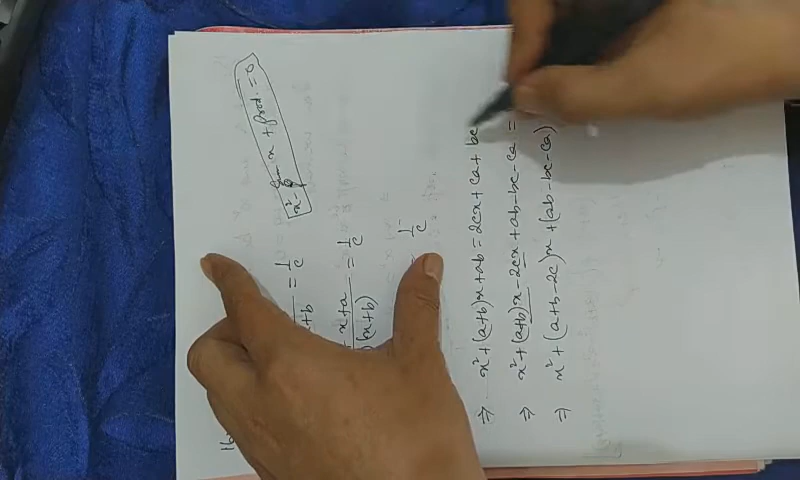 x² - Sum x + Prod. = 0
16
x+b = 1/c
x+a / (x+b) = 1/c
1/c
⇒ x² + (a+b)x + ab = 2cx + ca + bc
⇒ x² + (a+b)x - 2cx + ab - bc - ca =
⇒ x² + (a+b-2c)x + (ab - bc - ca)